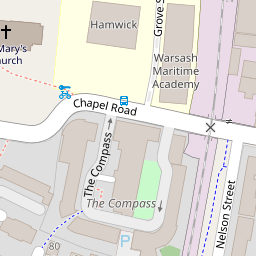 Hamwick
Grove S
Mary's
hurch
Warsash
Maritime
Academy
Chapel Road
The Compass
The Compass
Nelson Street
80
P